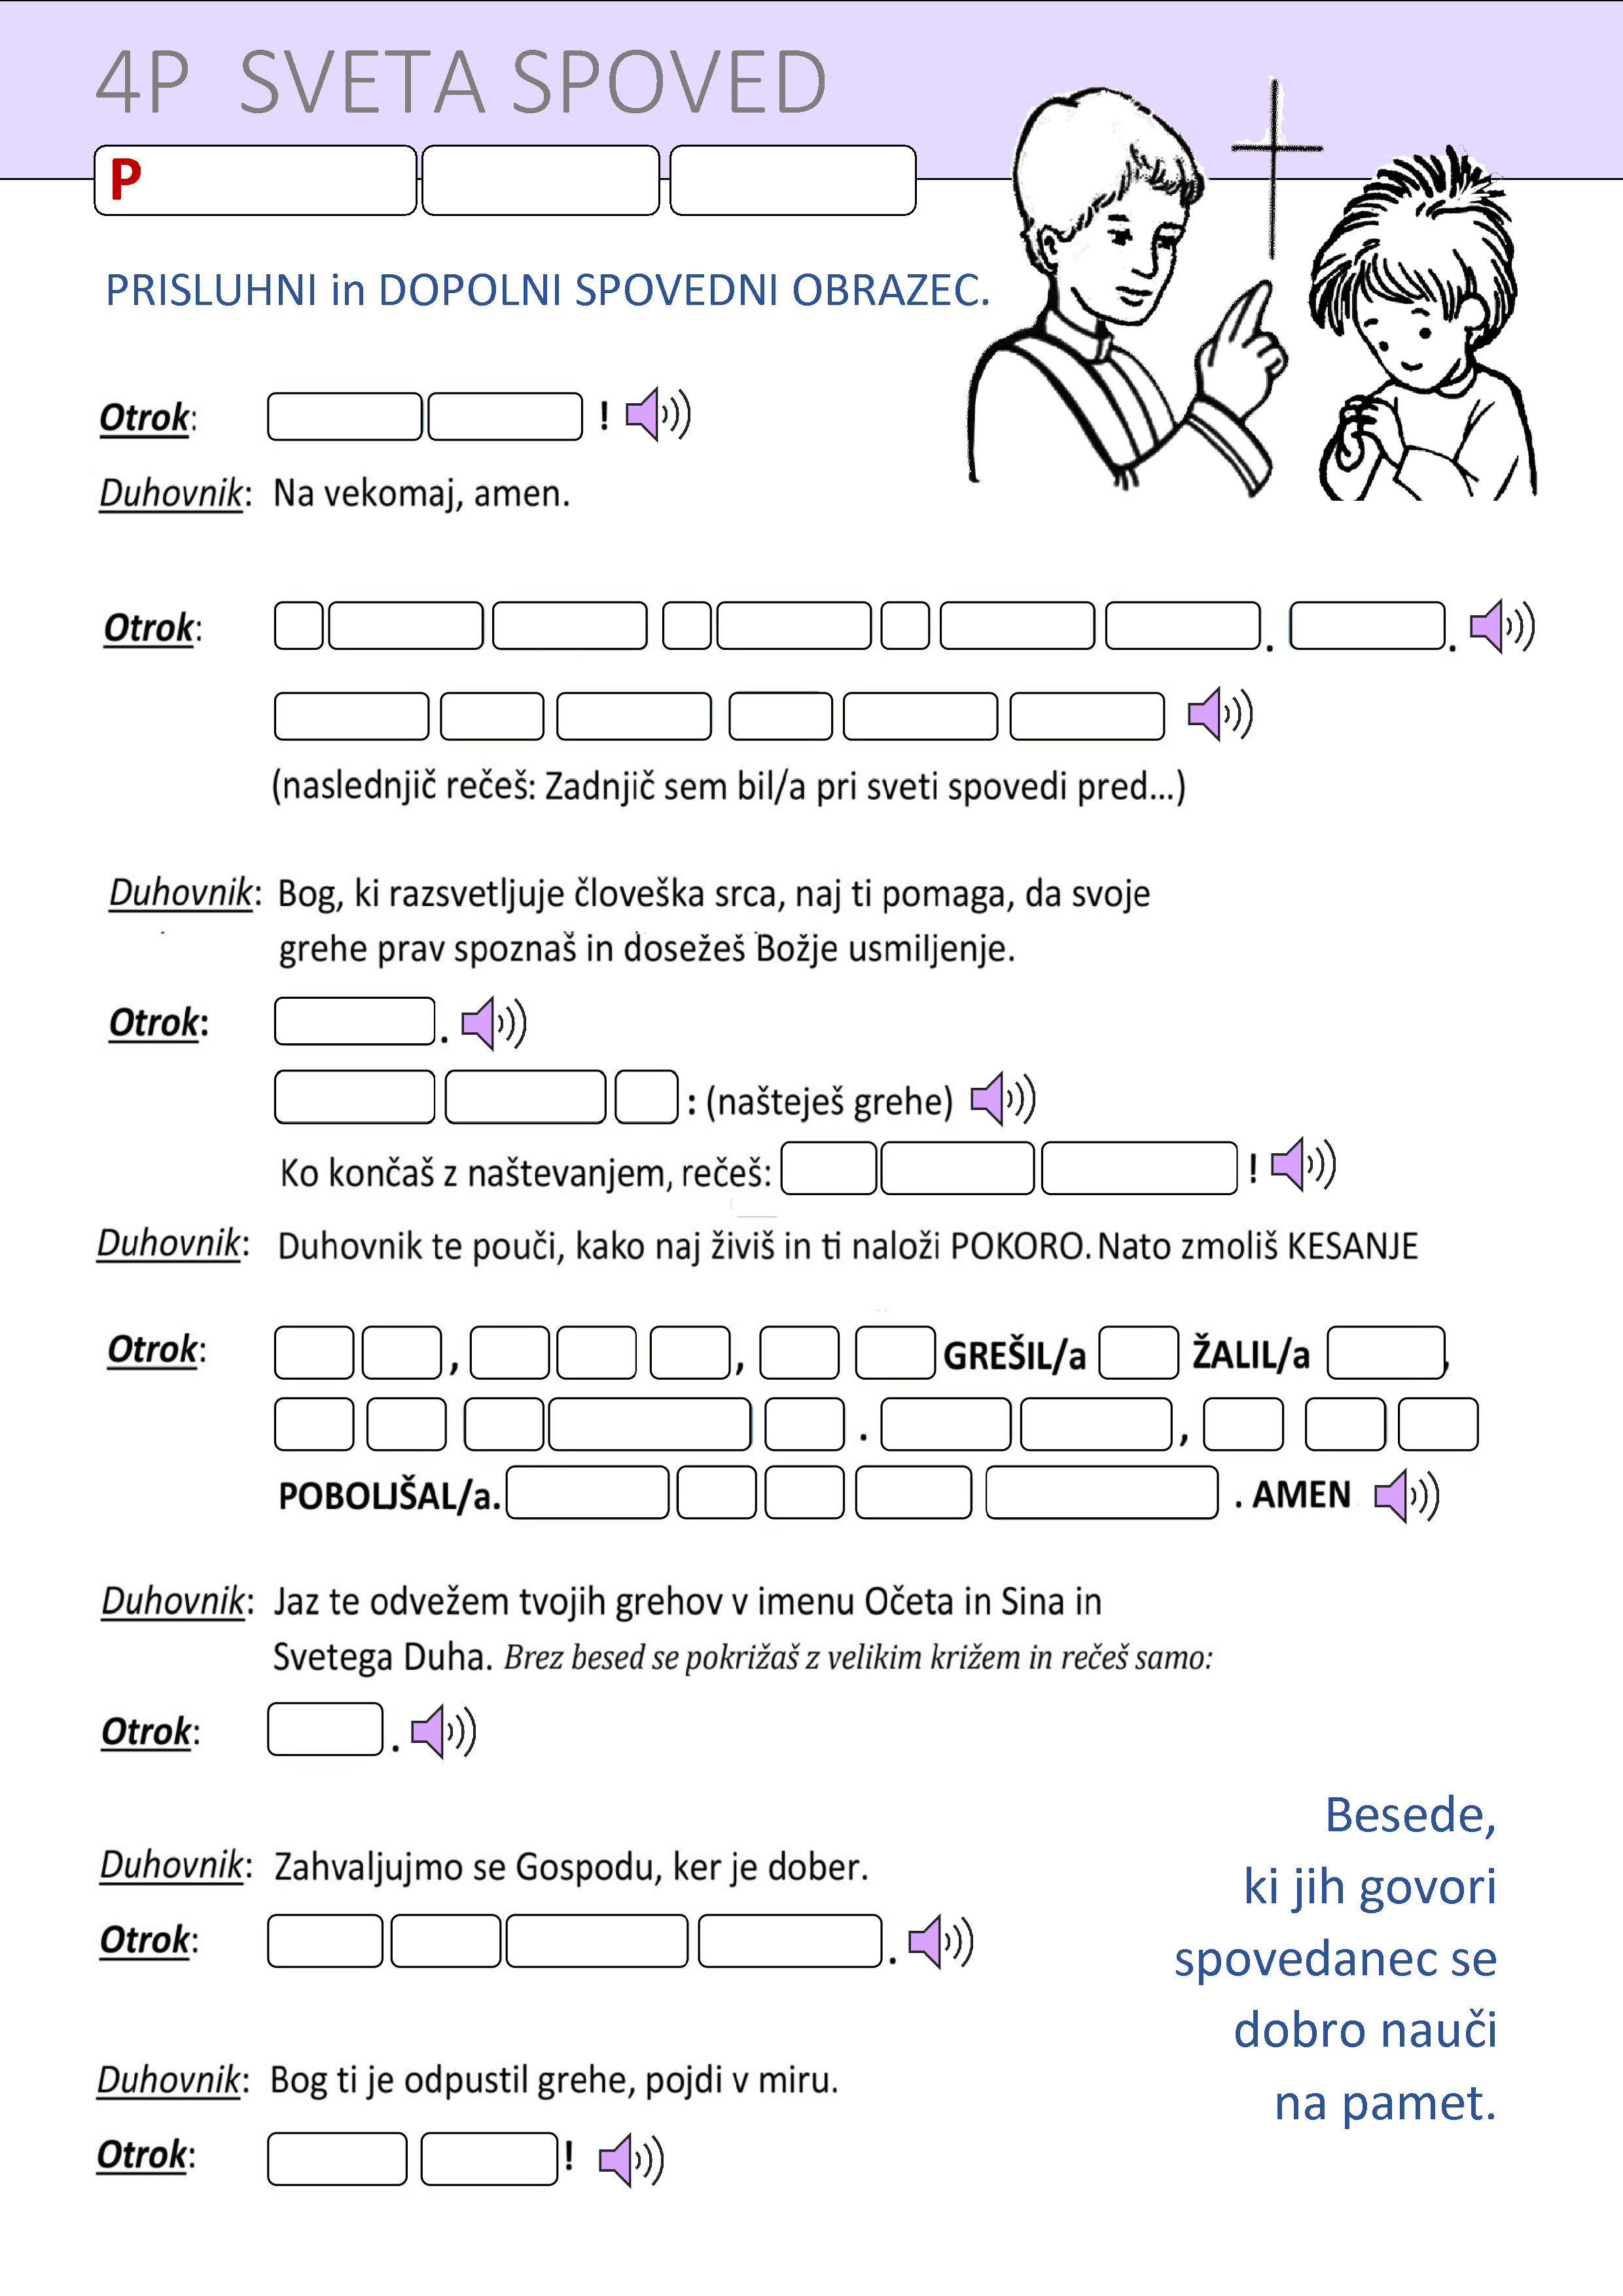 4P SVETA SPOVED
P
PRISLUHNI in DOPOLNI SPOVEDNI OBRAZEC.
Otrok: !
Duhovnik: Na vekomaj, amen.
Otrok: . .
(naslednjič rečeš: Zadnjič sem bil/a pri sveti spovedi pred...)
Duhovnik: Bog, ki razsvetljuje človeška srca, naj ti pomaga, da svoje
grehe prav spoznaš in dosežeš Božje usmiljenje.
Otrok: .
: (našteješ grehe)
Ko končaš z naštevanjem, rečeš: !
Duhovnik: Duhovnik te pouči, kako naj živiš in ti naloži POKORO. Nato zmoliš KESANJE
Otrok: , , GREŠIL/a ŽALIL/a ,
. ,
POBOLJŠAL/a. . AMEN
Duhovnik: Jaz te odvežem tvojih grehov v imenu Očeta in Sina in
Svetega Duha. Brez besed se pokrižaš z velikim križem in rečeš samo:
Otrok: .
Duhovnik: Zahvaljujmo se Gospodu, ker je dober.
Otrok: .
Duhovnik: Bog ti je odpustil grehe, pojdi v miru.
Otrok: !
Besede,
ki jih govori
spovedanec se
dobro nauči
na pamet.